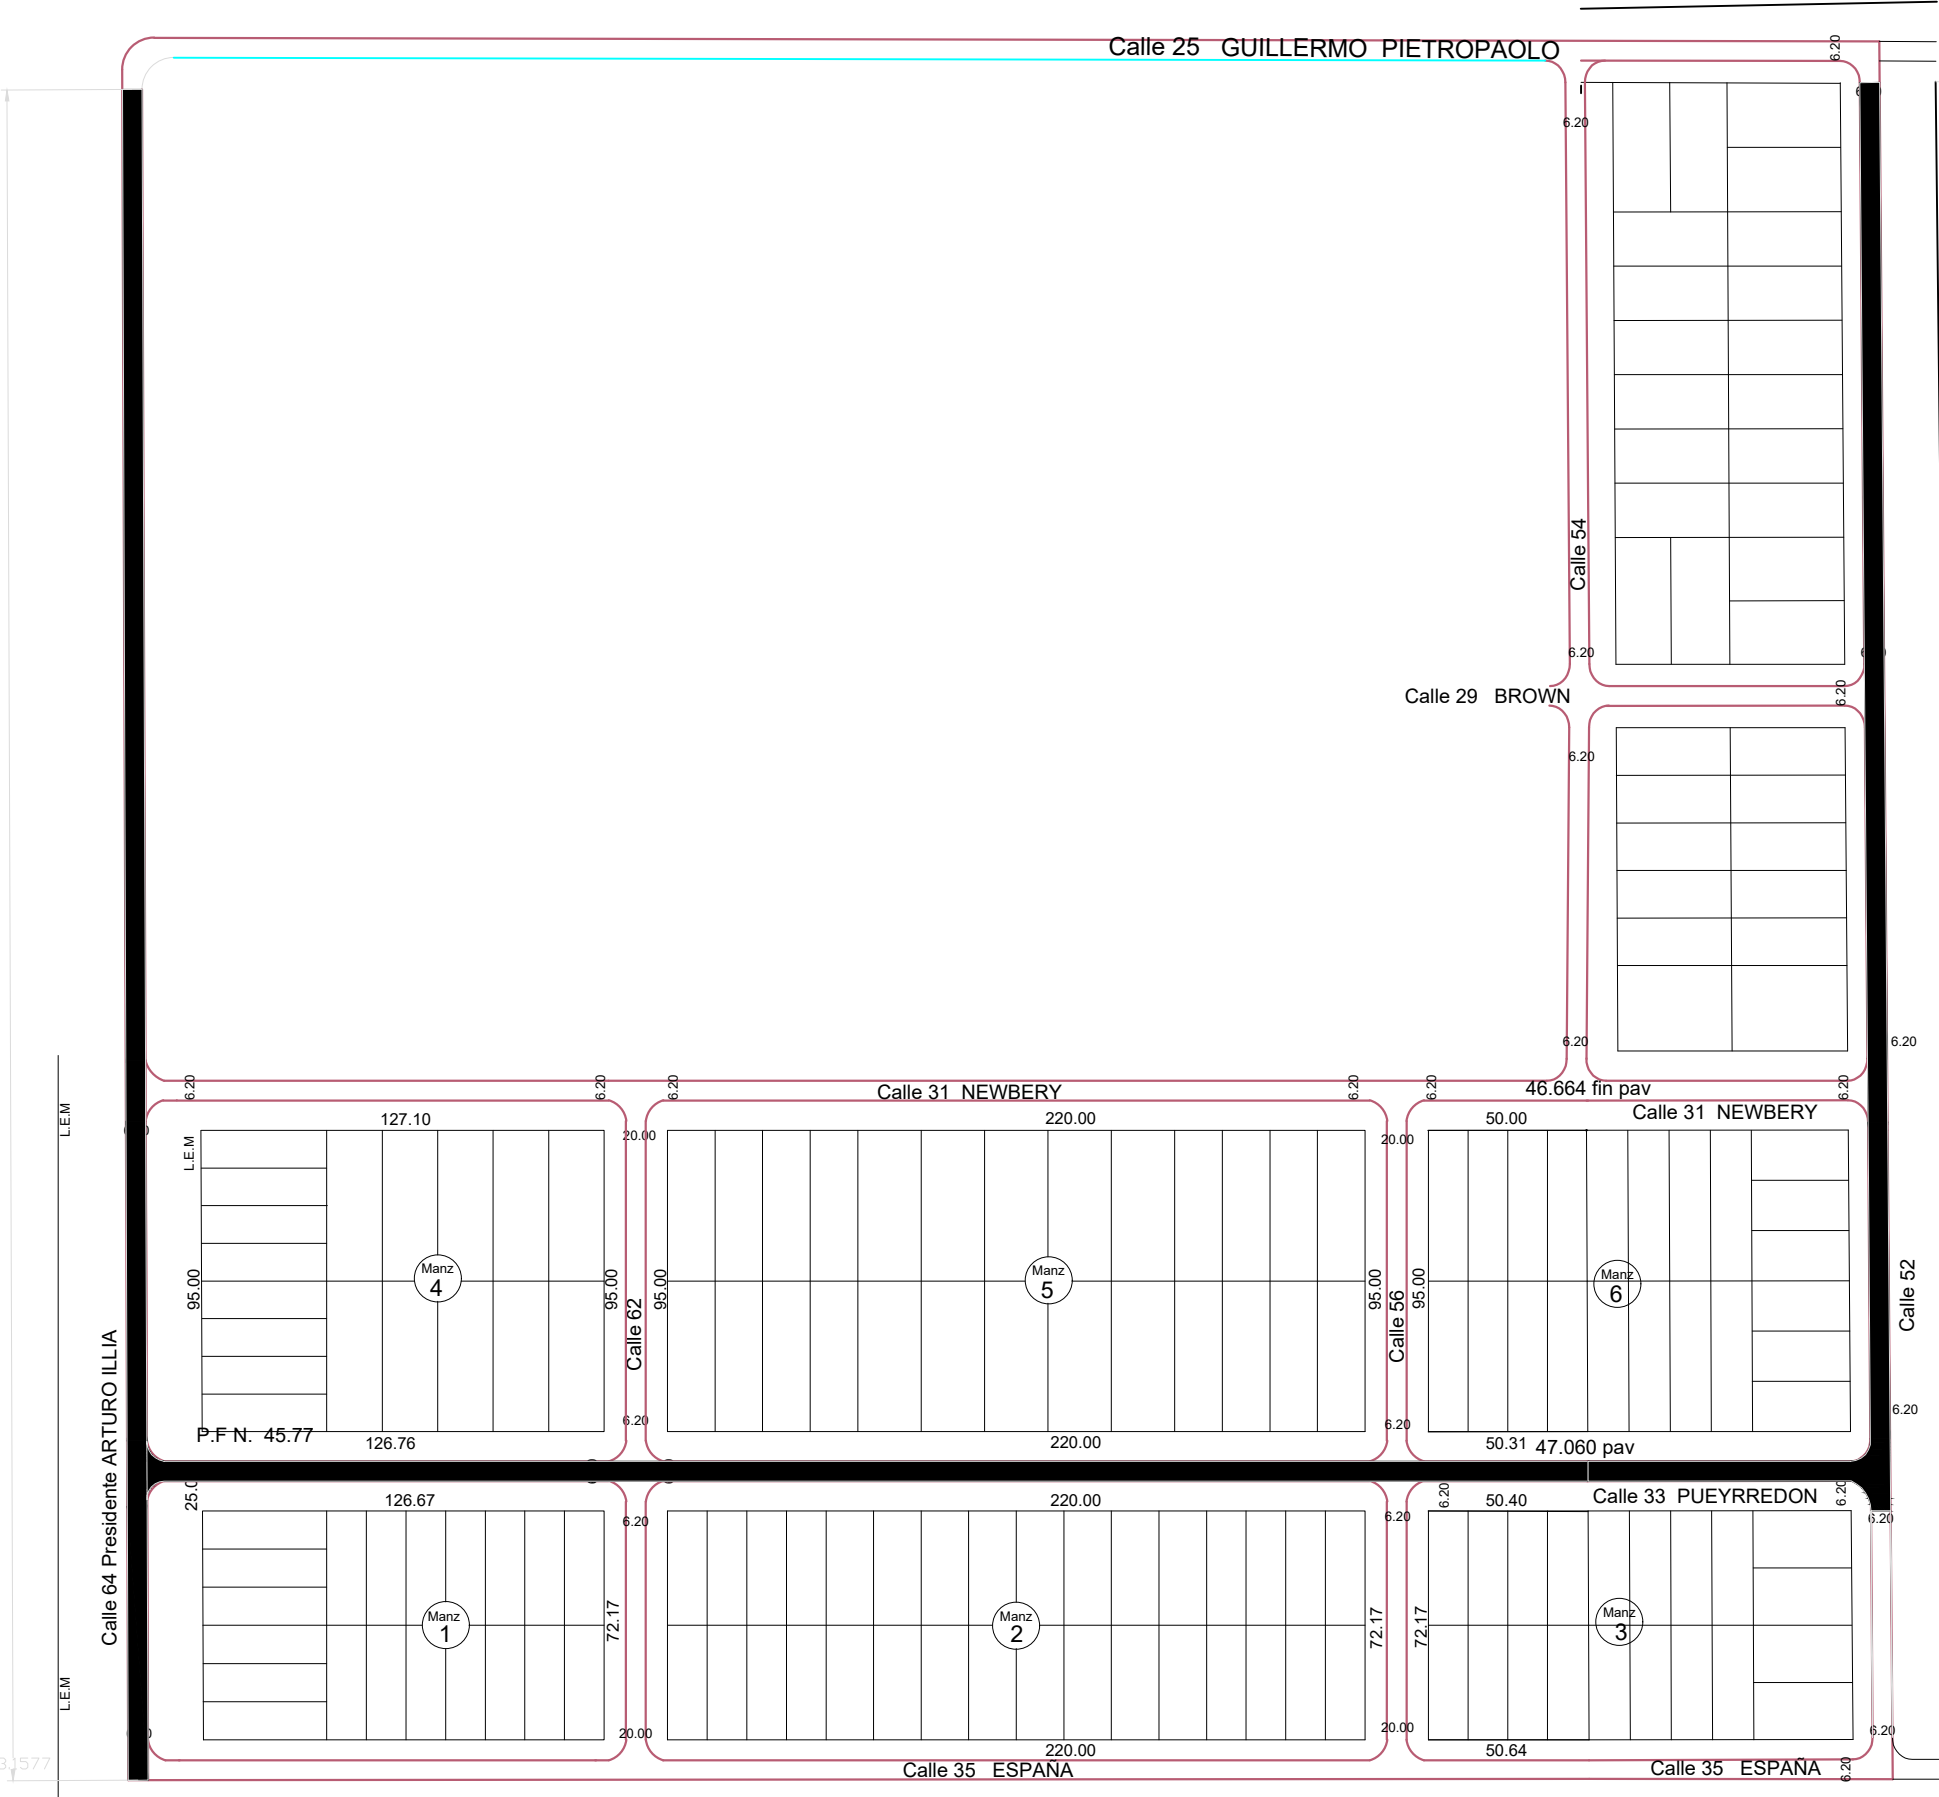 Calle 25 GUILLERMO PIETROPAOLO
6.20
6.20
Calle 54
6.20
Calle 29 BROWN
6.20
6.20
6.20
6.20
6.20
6.20
6.20
Calle 31 NEWBERY
6.20
6.20
46.664 fin pav
6.20
Calle 31 NEWBERY
L.E.M
L.E.M
127.10
20.00
220.00
20.00
50.00
95.00
Manz
4
95.00
Calle 62
95.00
Manz
5
95.00
Calle 56
95.00
Manz
6
Calle 52
6.20
6.20
6.20
P.F N. 45.77
126.76
220.00
50.31
47.060 pav
Calle 64 Presidente ARTURO ILLIA
126.67
6.20
220.00
6.20
6.20
50.40
Calle 33 PUEYRREDON
6.20
6.20
Manz
1
72.17
Manz
2
72.17
72.17
Manz
3
L.E.M
20.00
220.00
20.00
50.64
6.20
Calle 35 ESPAÑA
Calle 35 ESPAÑA
6.20